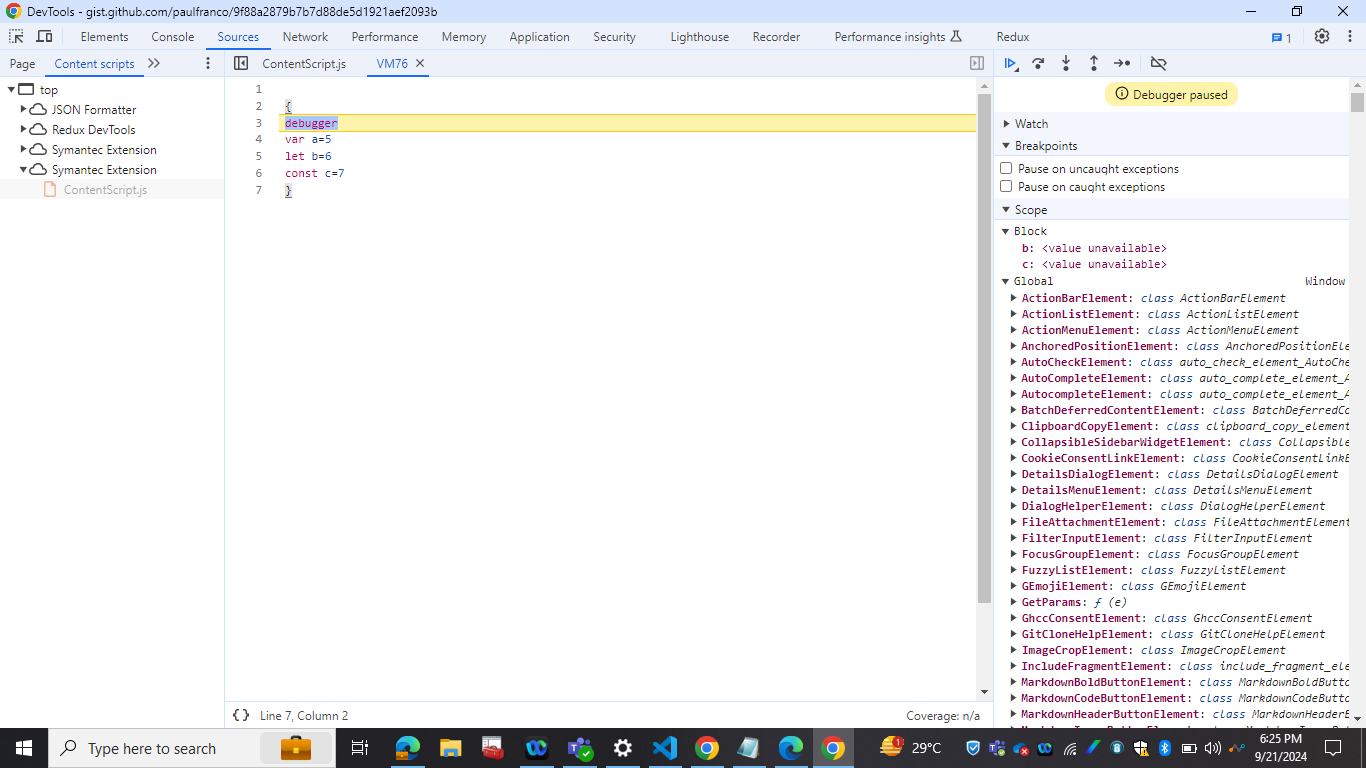 DevTools - gist.github.com/paulfranco/9f88a2879b7b7d88de5d1921aef2093b
Elements Console Sources Network Performance Memory Application Security Lighthouse Recorder Performance insights Redux 1
Page Content scripts
top
JSON Formatter
Redux DevTools
Symantec Extension
Symantec Extension
ContentScript.js
ContentScript.js VM76
1
2 {
3 debugger
4 var a=5
5 let b=6
6 const c=7
7 }
{} Line 7, Column 2 Coverage: n/a
Debugger paused
Watch
Breakpoints
Pause on uncaught exceptions
Pause on caught exceptions
Scope
Block
b: <value unavailable>
c: <value unavailable>
Global Window
ActionBarElement: class ActionBarElement
ActionListElement: class ActionListElement
ActionMenuElement: class ActionMenuElement
AnchoredPositionElement: class AnchoredPositionEle
AutoCheckElement: class auto_check_element_AutoChe
AutoCompleteElement: class auto_complete_element_A
AutocompleteElement: class auto_complete_element_A
BatchDeferredContentElement: class BatchDeferredCo
ClipboardCopyElement: class clipboard_copy_element
CollapsibleSidebarWidgetElement: class Collapsible
CookieConsentLinkElement: class CookieConsentLinkE
DetailsDialogElement: class DetailsDialogElement
DetailsMenuElement: class DetailsMenuElement
DialogHelperElement: class DialogHelperElement
FileAttachmentElement: class FileAttachmentElement
FilterInputElement: class FilterInputElement
FocusGroupElement: class FocusGroupElement
FuzzyListElement: class FuzzyListElement
GEmojiElement: class GEmojiElement
GetParams: ƒ (e)
GhccConsentElement: class GhccConsentElement
GitCloneHelpElement: class GitCloneHelpElement
ImageCropElement: class ImageCropElement
IncludeFragmentElement: class include_fragment_ele
MarkdownBoldButtonElement: class MarkdownBoldButto
MarkdownCodeButtonElement: class MarkdownCodeButto
MarkdownHeaderButtonElement: class MarkdownHeaderB
Type here to search
1 29°C
6:25 PM
9/21/2024